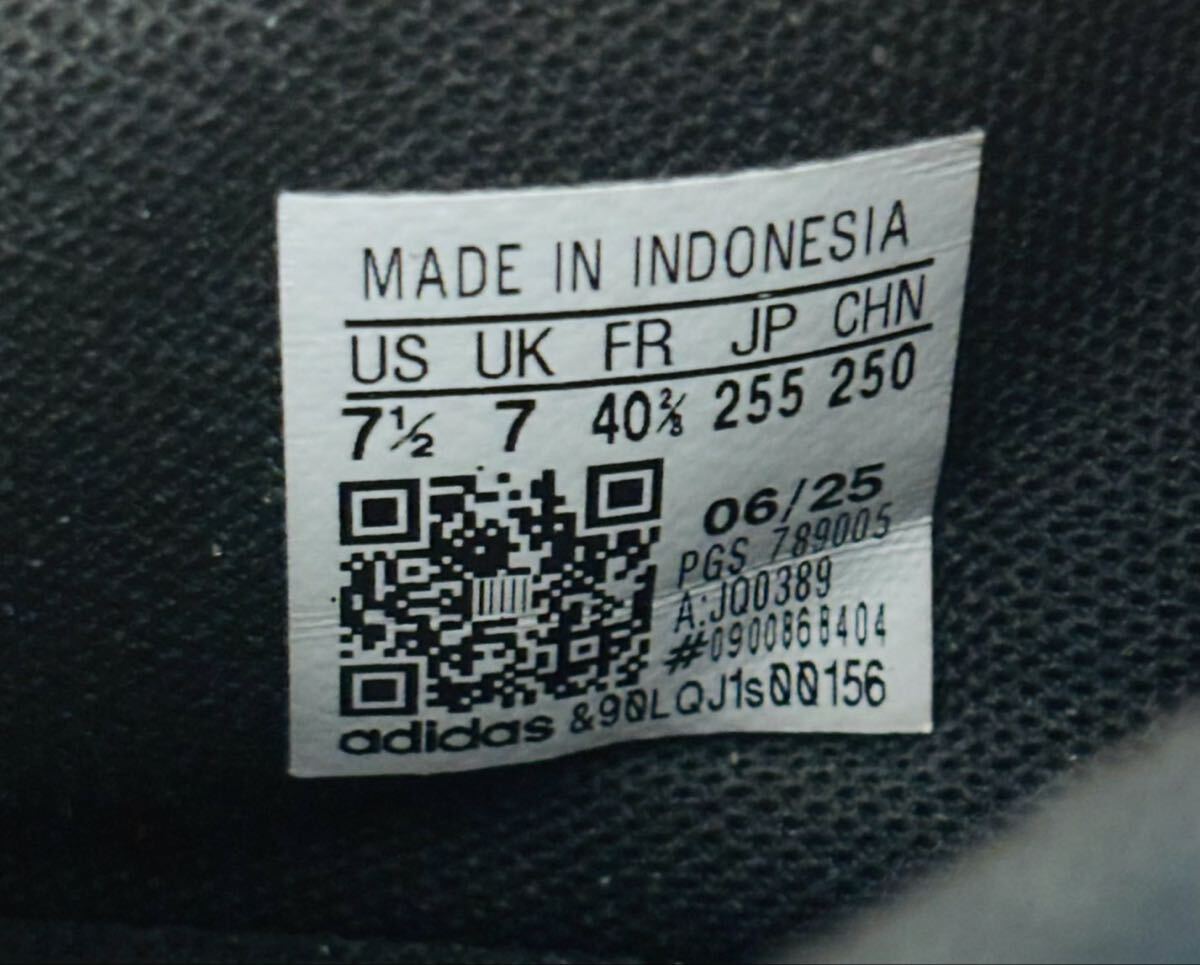 MADE IN INDONESIA
US UK FR JP CHN
7½ 7 40⅔ 255 250
06/25
PGS 789005
A:JQ0389
#0900868404
adidas &90LQJ1s00156